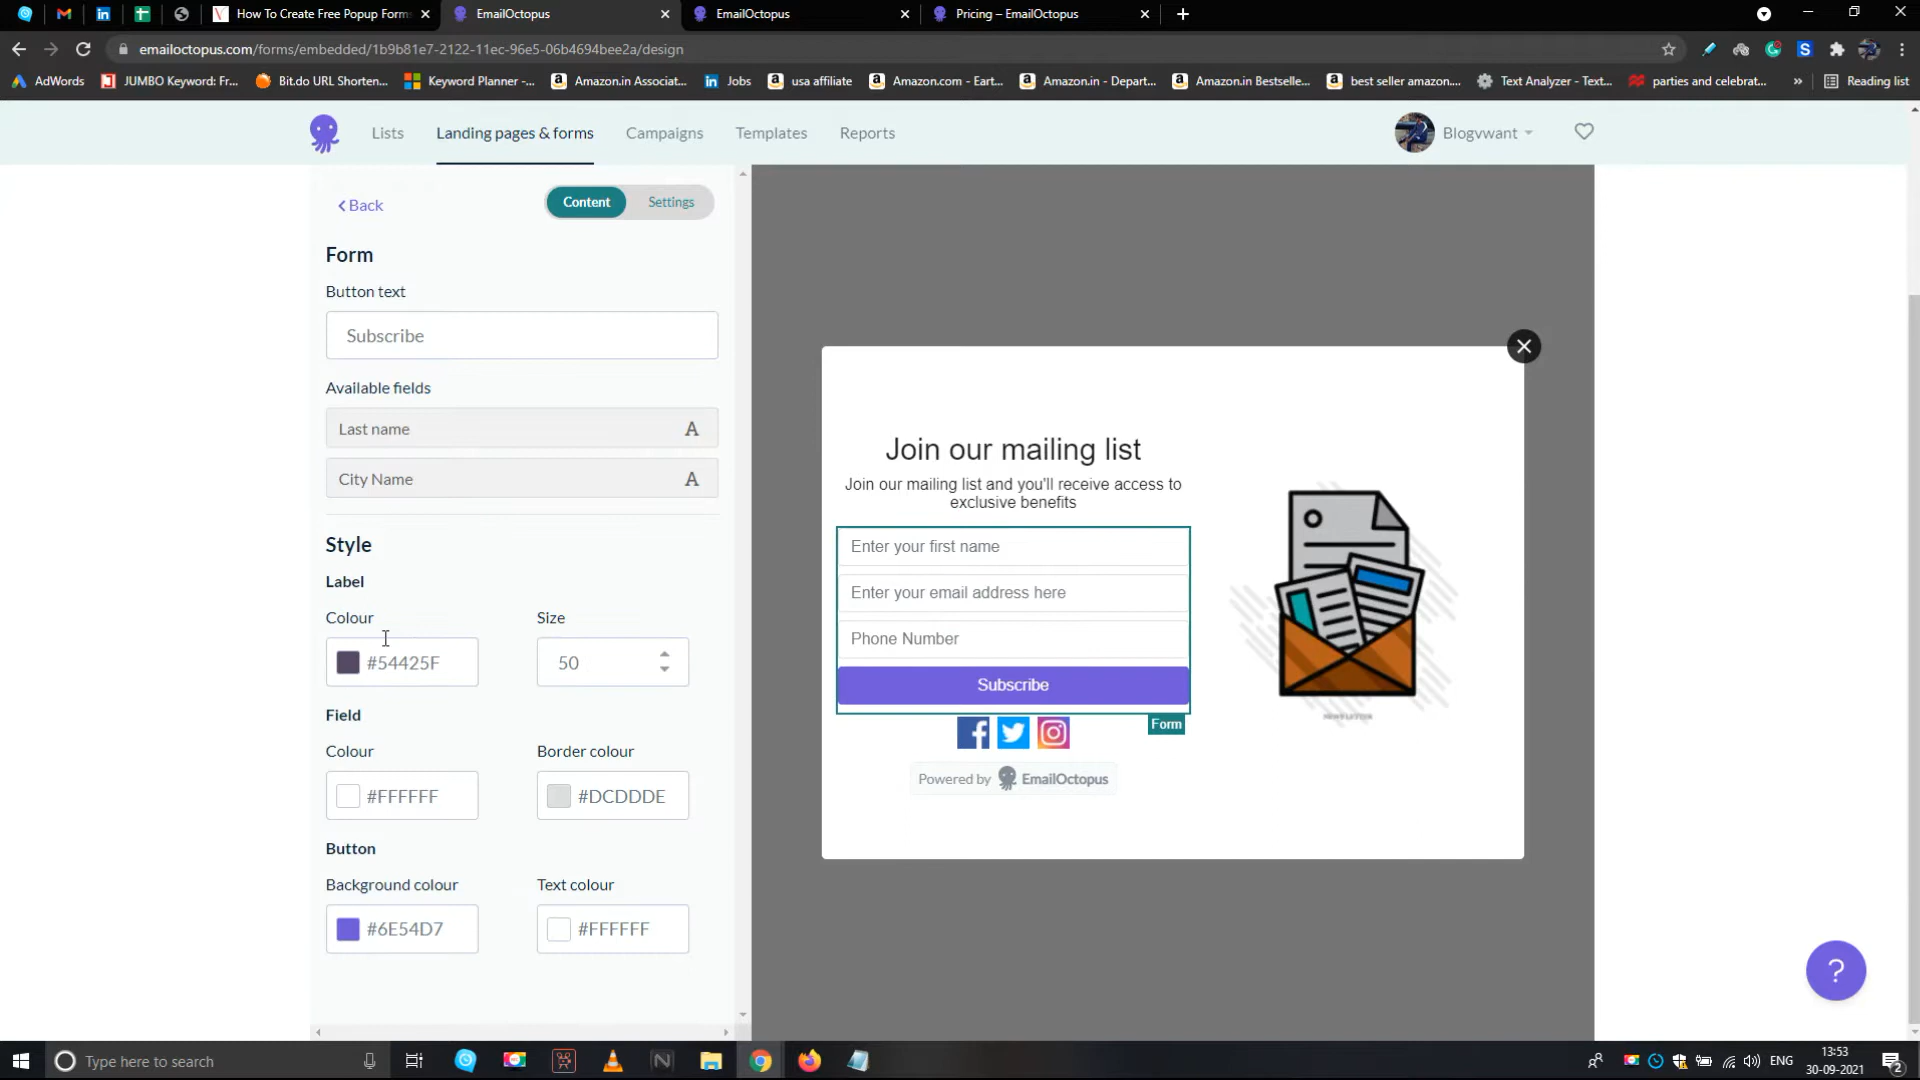 How To Create Free Popup Form
EmailOctopus
EmailOctopus
Pricing – EmailOctopus
emailoctopus.com/forms/embedded/1b9b81e7-2122-11ec-96e5-06b4694bee2a/design
AdWords
JUMBO Keyword: Fr...
Bit.do URL Shorten...
Keyword Planner -...
Amazon.in Associat...
Jobs
usa affiliate
Amazon.com - Eart...
Amazon.in - Depart...
Amazon.in Bestselle...
best seller amazon....
Text Analyzer - Text...
parties and celebrat...
»
Reading list
Lists
Landing pages & forms
Campaigns
Templates
Reports
Blogvwant
Back
Content
Settings
Form
Button text
Subscribe
Available fields
Last name A
City Name A
Style
Label
Colour
Size
#54425F
50
Field
Colour
Border colour
#FFFFFF
#DCDDDE
Button
Background colour
Text colour
#6E54D7
#FFFFFF
Join our mailing list
Join our mailing list and you'll receive access to
exclusive benefits
Enter your first name
Enter your email address here
Phone Number
Subscribe
Form
Powered by EmailOctopus
NEWSLETTER
?
Type here to search
ENG
13:53
30-09-2021
2